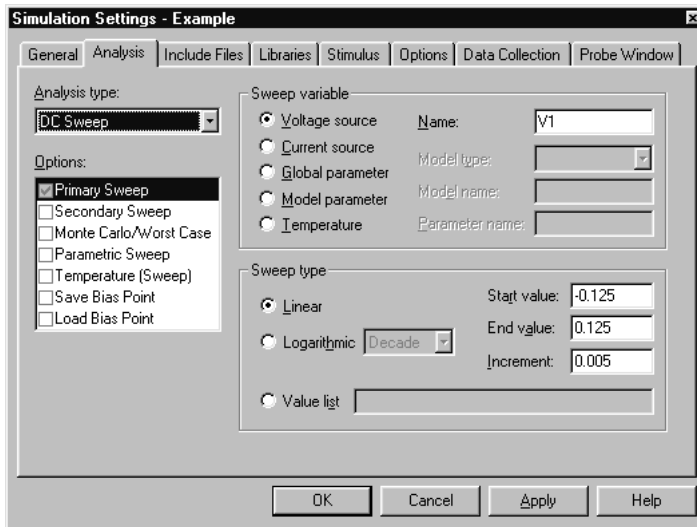 Simulation Settings - Example
General Analysis Include Files Libraries Stimulus Options Data Collection Probe Window
Analysis type:
DC Sweep
Options:
Primary Sweep
Secondary Sweep
Monte Carlo/Worst Case
Parametric Sweep
Temperature (Sweep)
Save Bias Point
Load Bias Point
Sweep variable
Voltage source Name: V1
Current source
Model type:
Global parameter
Model name:
Model parameter
Temperature Parameter name:
Sweep type
Start value: -0.125
Linear
End value: 0.125
Logarithmic Decade
Increment: 0.005
Value list
OK Cancel Apply Help